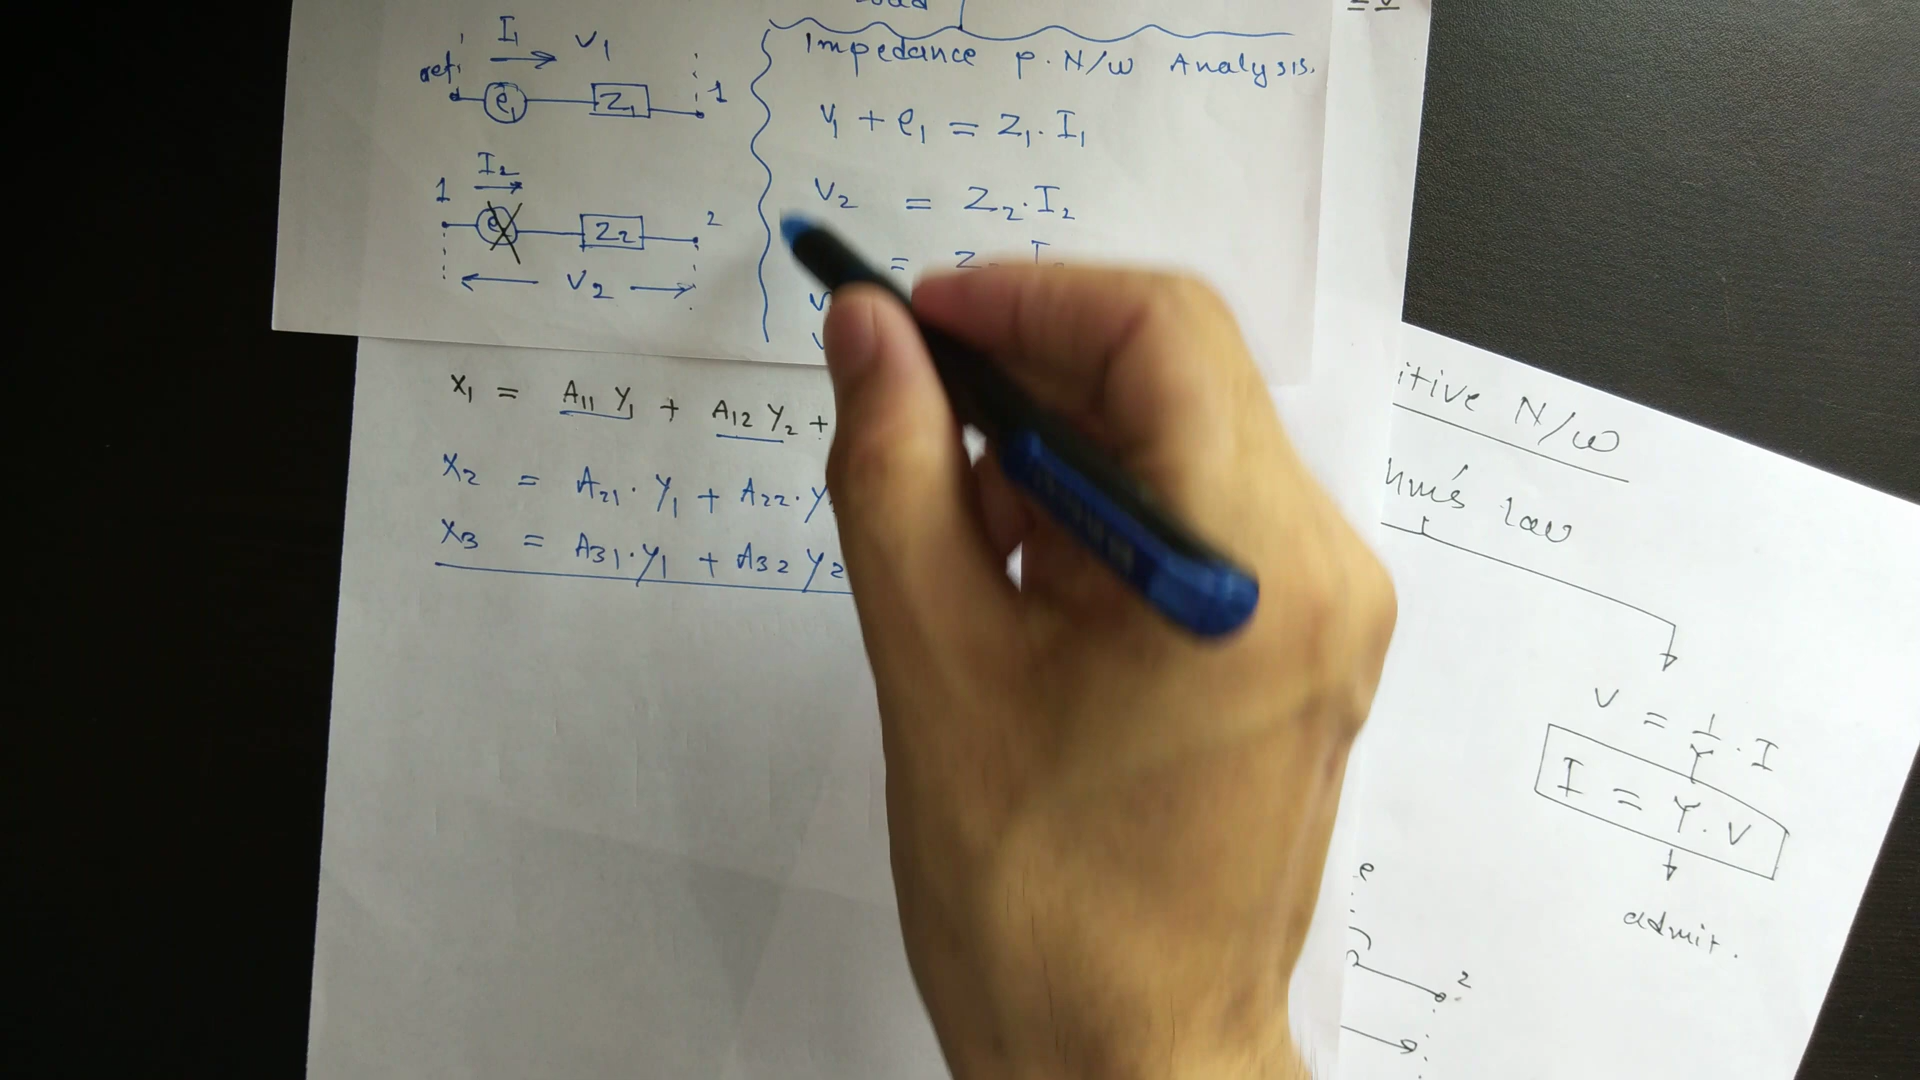 I₁ V₁
ref.
e₁ Z₁ 1
I₂
1 Z₂ 2
V₂
Impedance p. N/w Analysis.
V₁ + e₁ = Z₁. I₁
V₂ = Z₂. I₂
= Z I
V
V
X₁ = A₁₁ Y₁ + A₁₂ Y₂ +
X₂ = A₂₁. Y₁ + A₂₂. Y
X₃ = A₃₁. Y₁ + A₃₂ Y₂
itive N/w
hm's law
V = 1/Y . I
I = Y. V
admit.
e
2